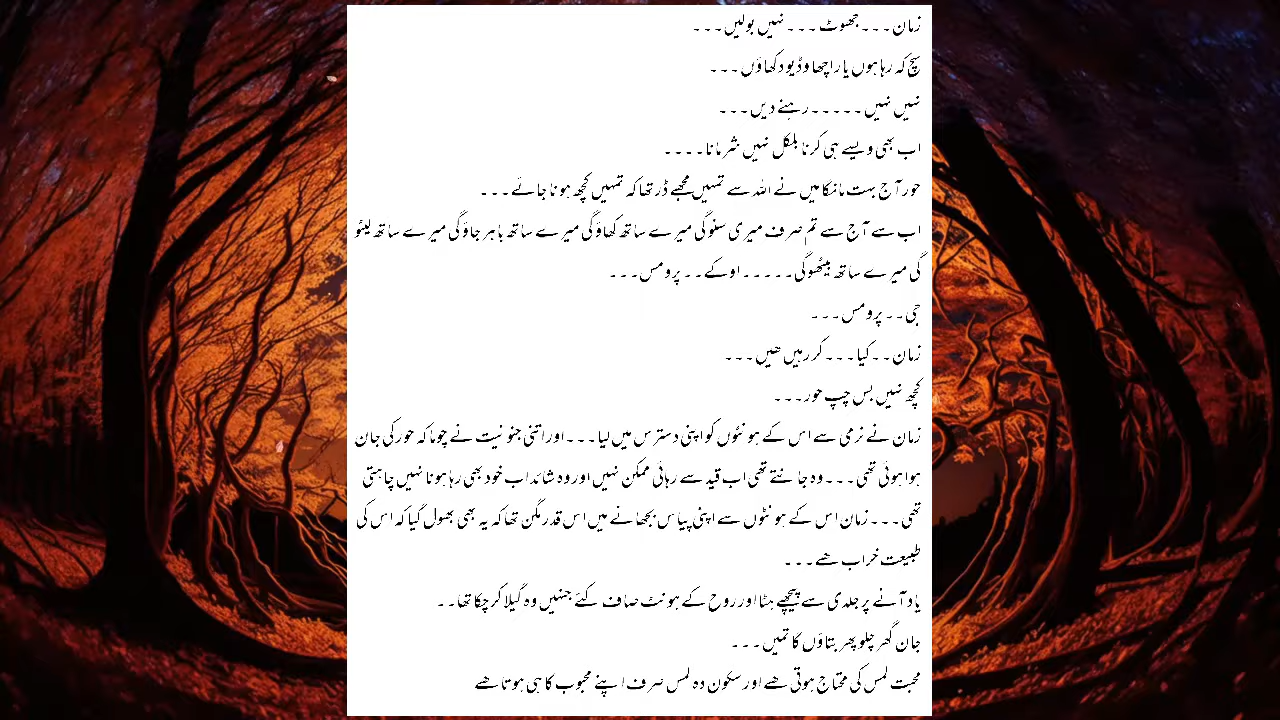 زمان۔۔۔جھوٹ ۔۔۔نہیں بولیں۔۔۔
سچ کہ رہا ہوں یار اچھا وڈیو دکھاؤں ۔۔۔
نہیں نہیں ۔۔۔۔۔رہنے دیں۔۔۔
اب بھی ویسے ہی کرنا بلکل نہیں شرمانا۔۔۔۔
حور آج بہت مانگا میں نے اللہ سے تمہیں مجھے ڈر تھا کہ تمہیں کچھ ہو نا جائے۔۔۔
اب سے آج سے تم صرف میری سنو گی میرے ساتھ کھاؤ گی میرے ساتھ باہر جاؤ گی میرے ساتھ لیٹو
گی میرے ساتھ بیٹھو گی۔۔۔۔۔اوکے۔۔پرومس۔۔۔
جی۔۔پرومس۔۔۔
زمان۔۔کیا۔۔۔کر رہیں ھیں۔۔۔
کچھ نہیں بس چپ حور۔۔۔
زمان نے نرمی سے اس کے ہونٹوں کو اپنی دسترس میں لیا۔۔۔اور اتنی جنونیت نے چوما کہ حور کی جان
ہوا ہوئی تھی۔۔۔وہ جانتے تھی اب قید سے رہائی ممکن نہیں اور وہ شائد اب خود بھی رہا ہونا نہیں چاہتی
تھی۔۔۔زمان اس کے ہونٹوں سے اپنی پیاس بجھانے میں اس قدر مگن تھا کہ یہ بھی بھول گیا کہ اس کی
طبیعت خراب ھے۔۔۔
یاد آنے پر جلدی سے پیچھے ہٹا اور روح کے ہونٹ صاف کئے جنہیں وہ گیلا کر چکا تھا۔۔
جان گھر چلو پھر بتاؤں گا تمیں ۔۔۔
محبت لمس کی محتاج ہوتی ھے اور سکون وہ لمس صرف اپنے محبوب کا ہی ہوتا ھے